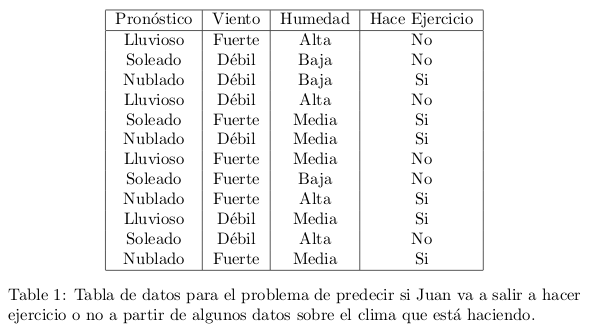 Pronóstico Viento Humedad Hace Ejercicio
Lluvioso Fuerte Alta No
Soleado Débil Baja No
Nublado Débil Baja Si
Lluvioso Débil Alta No
Soleado Fuerte Media Si
Nublado Débil Media Si
Lluvioso Fuerte Media No
Soleado Fuerte Baja No
Nublado Fuerte Alta Si
Lluvioso Débil Media Si
Soleado Débil Alta No
Nublado Fuerte Media Si
Table 1: Tabla de datos para el problema de predecir si Juan va a salir a hacer
ejercicio o no a partir de algunos datos sobre el clima que está haciendo.